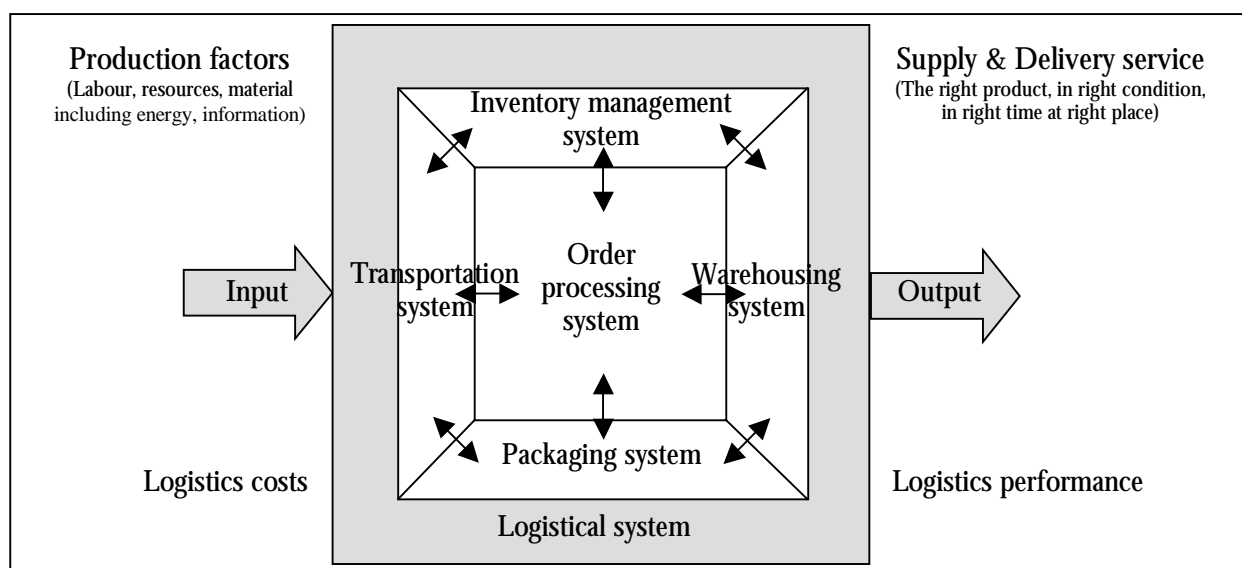 Production factors
(Labour, resources, material
including energy, information)
Supply & Delivery service
(The right product, in right condition,
in right time at right place)
Inventory management
system
Input
Transportation
system
Order
processing
system
Warehousing
system
Output
Packaging system
Logistics costs
Logistics performance
Logistical system